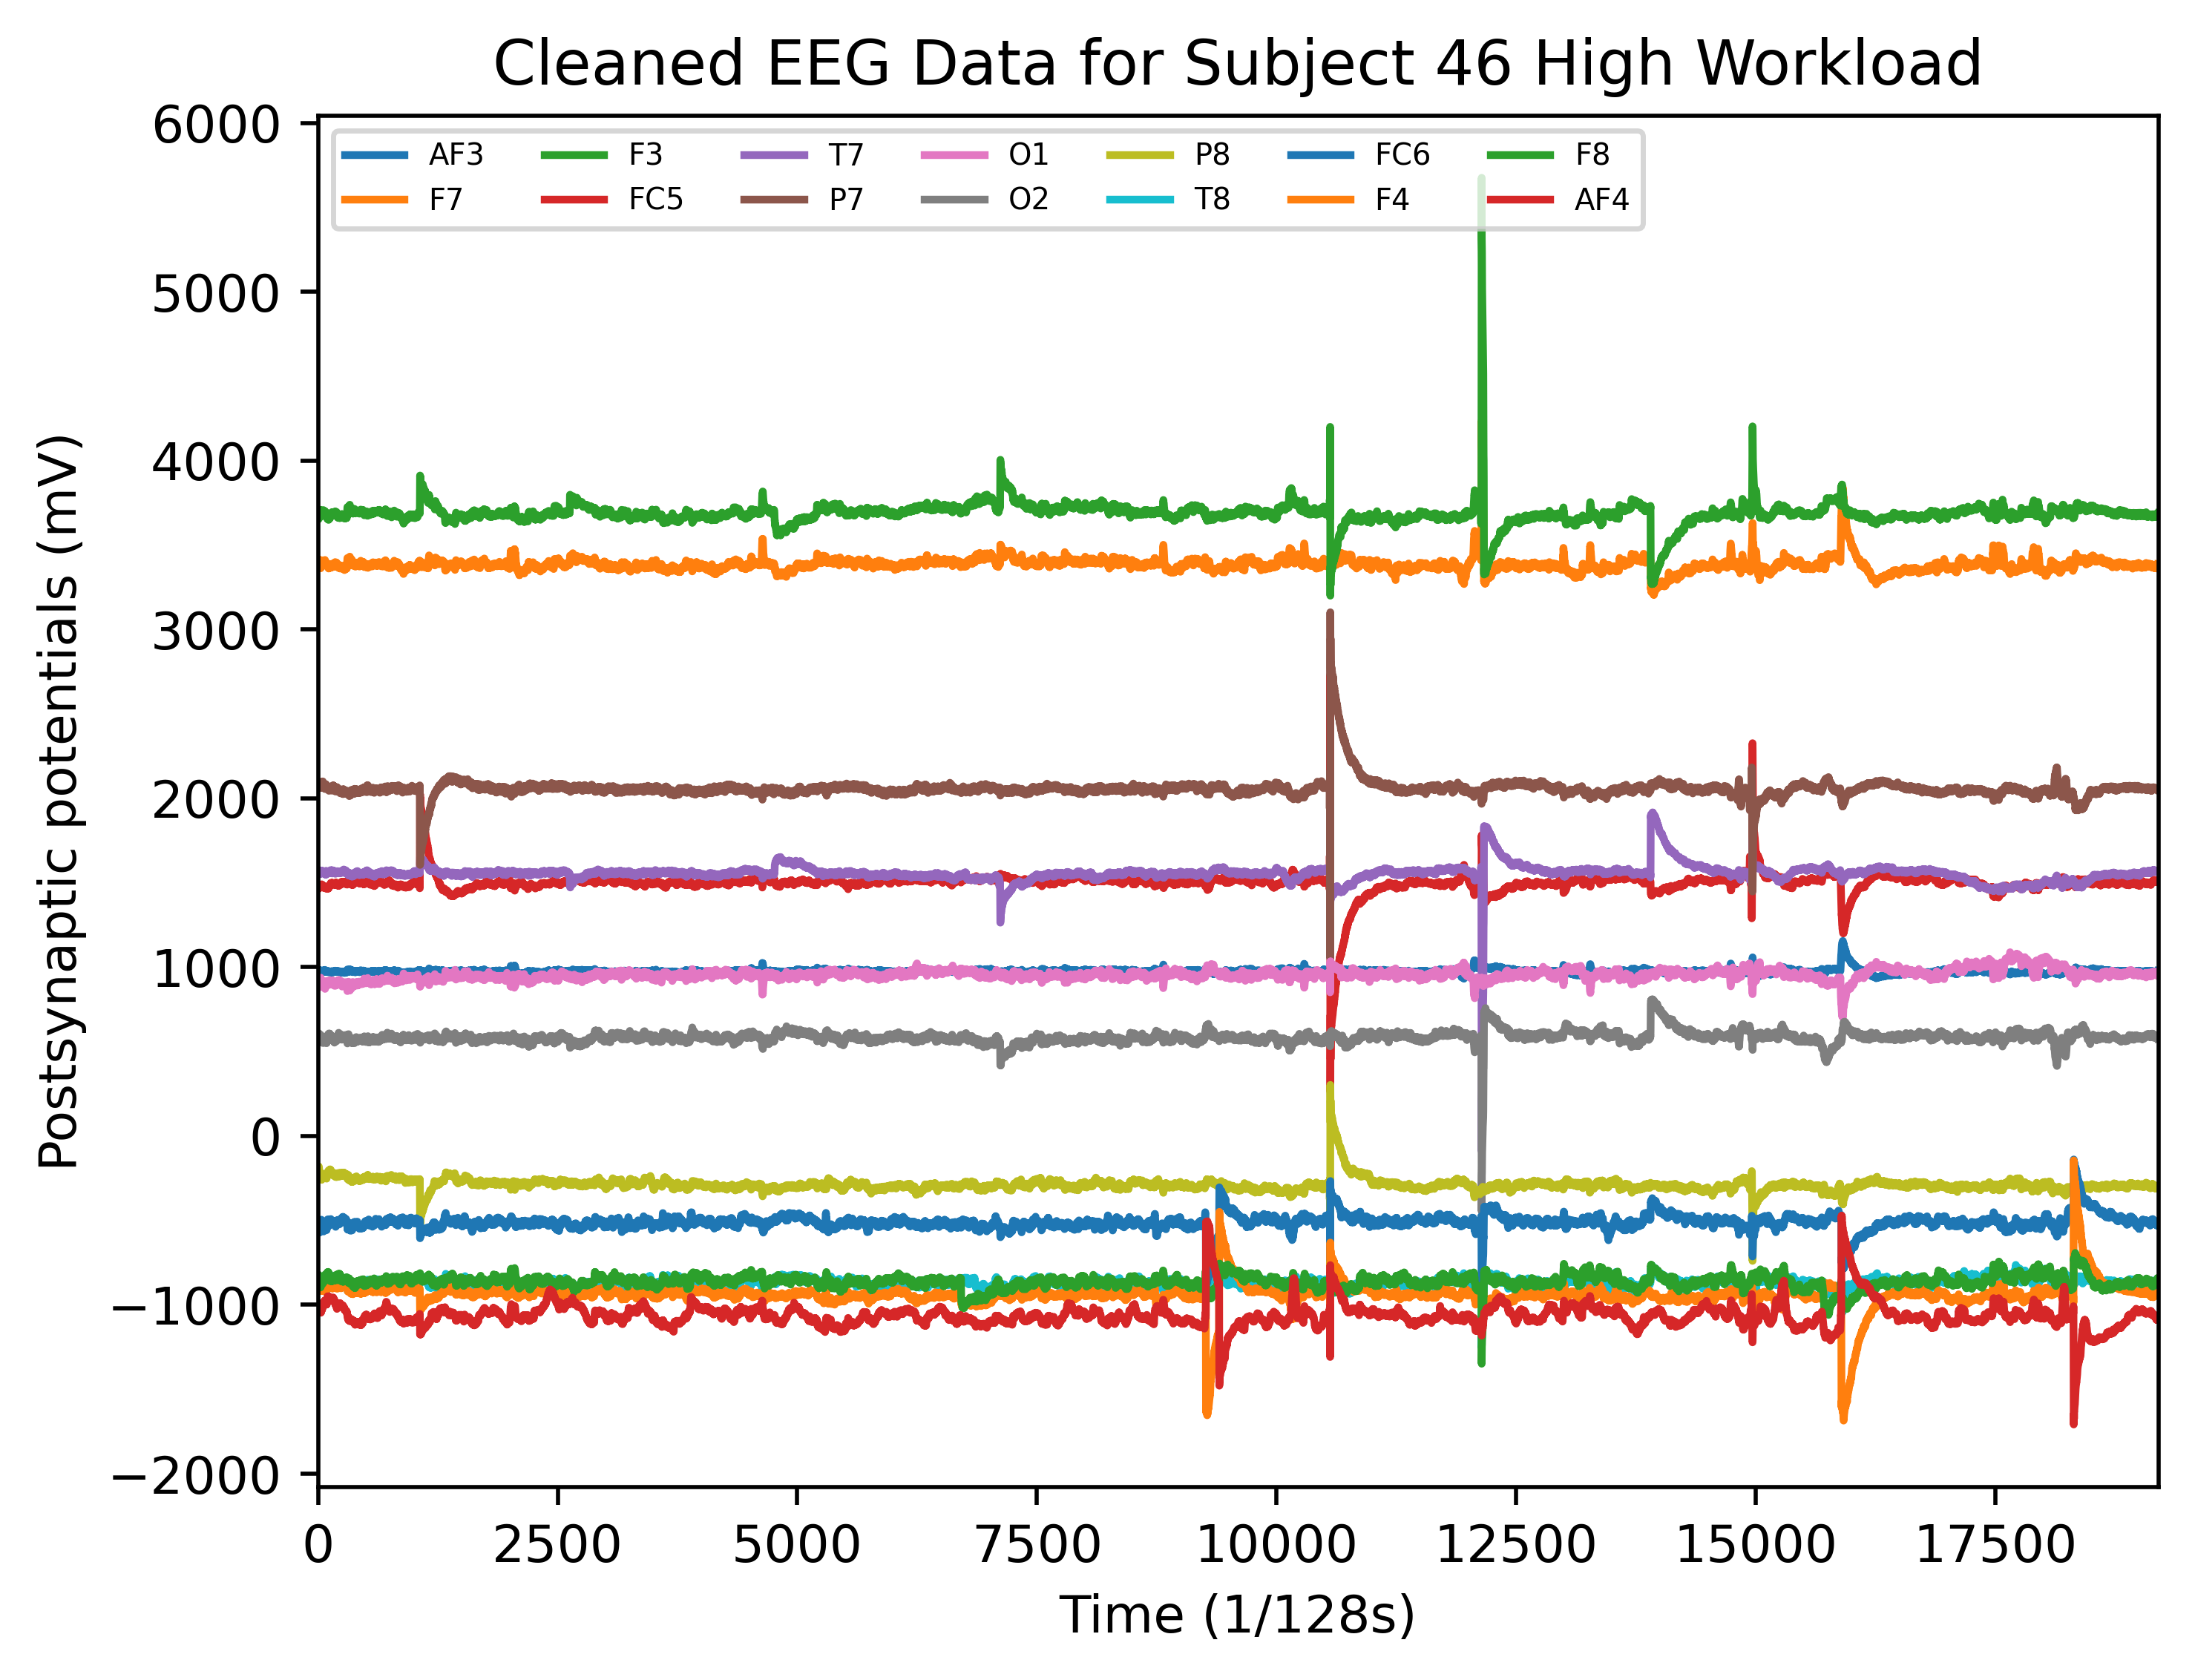 Cleaned EEG Data for Subject 46 High Workload
AF3 F3 T7 O1 P8 FC6 F8
F7 FC5 P7 O2 T8 F4 AF4
Postsynaptic potentials (mV)
6000
5000
4000
3000
2000
1000
0
−1000
−2000
0 2500 5000 7500 10000 12500 15000 17500
Time (1/128s)